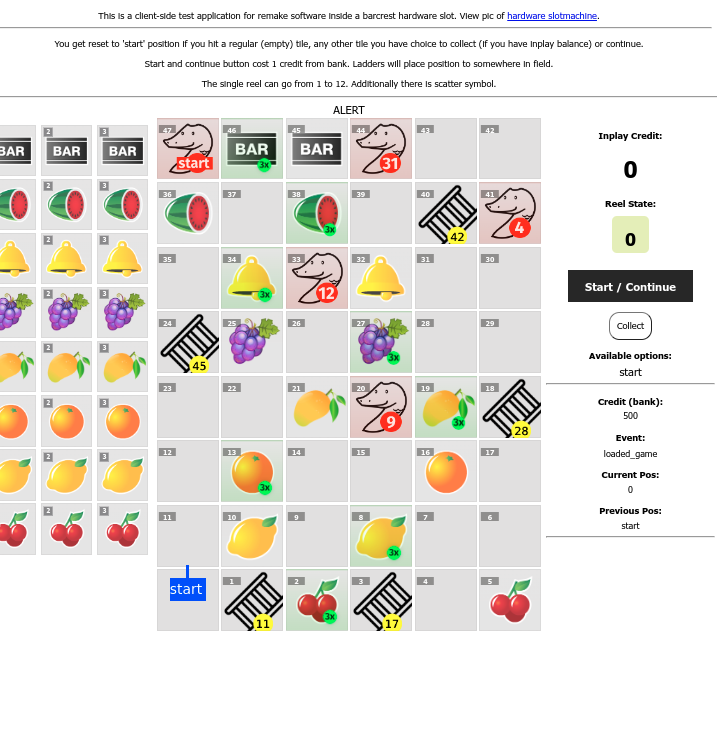 This is a client-side test application for remake software inside a barcrest hardware slot. View pic of hardware slotmachine.
You get reset to 'start' position if you hit a regular (empty) tile, any other tile you have choice to collect (if you have inplay balance) or continue.
Start and continue button cost 1 credit from bank. Ladders will place position to somewhere in field.
The single reel can go from 1 to 12. Additionally there is scatter symbol.
ALERT
2 3 47 46 45 44 43 42
BAR BAR BAR start BAR 3x BAR 31
2 3 36 37 38 39 40 41
3x 42 4
2 3 35 34 33 32 31 30
3x 12
2 3 24 25 26 27 28 29
45 3x
2 3 23 22 21 20 19 18
9 3x 28
2 3 12 13 14 15 16 17
3x
2 3 11 10 9 8 7 6
3x
2 3 1 2 3 4 5
start 11 3x 17
Inplay Credit:
0
Reel State:
0
Start / Continue
Collect
Available options:
start
Credit (bank):
500
Event:
loaded_game
Current Pos:
0
Previous Pos:
start